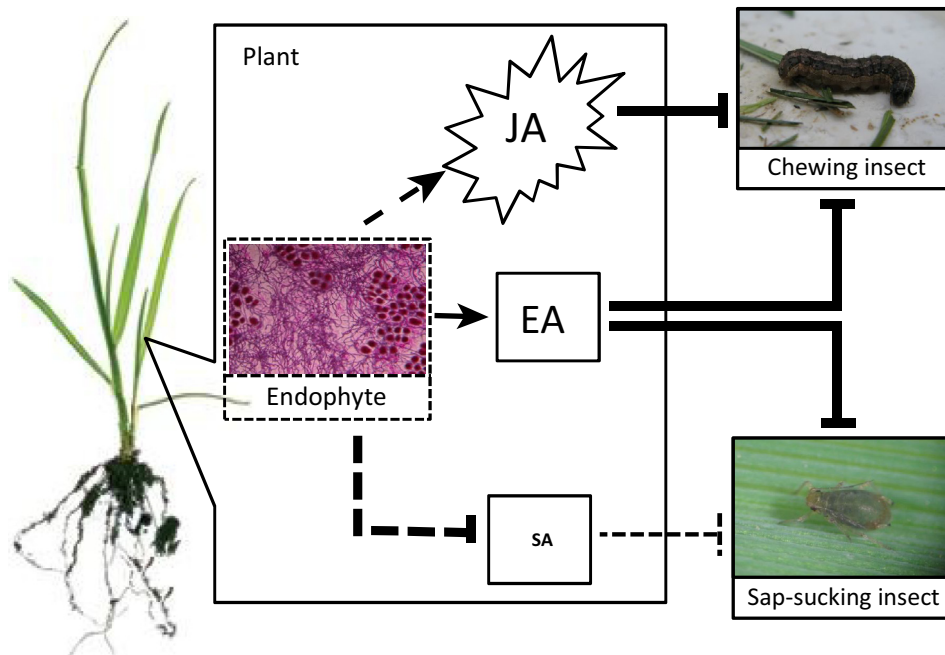 Plant
JA
Chewing insect
EA
Endophyte
SA
Sap-sucking insect